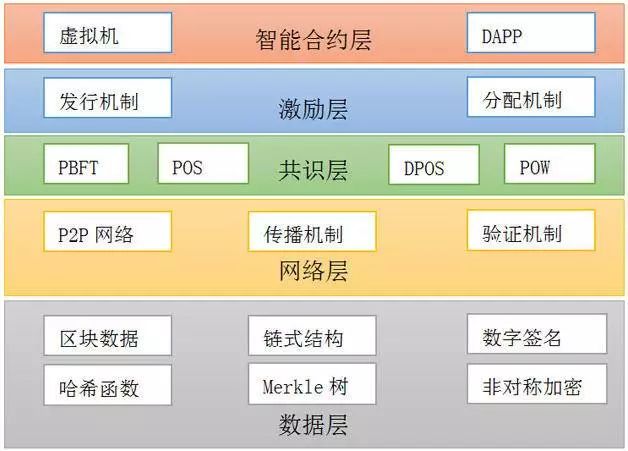 虚拟机 智能合约层 DAPP
发行机制 激励层 分配机制
PBFT POS 共识层 DPOS POW
P2P 网络 传播机制 验证机制
网络层
区块数据 链式结构 数字签名
哈希函数 Merkle 树 非对称加密
数据层